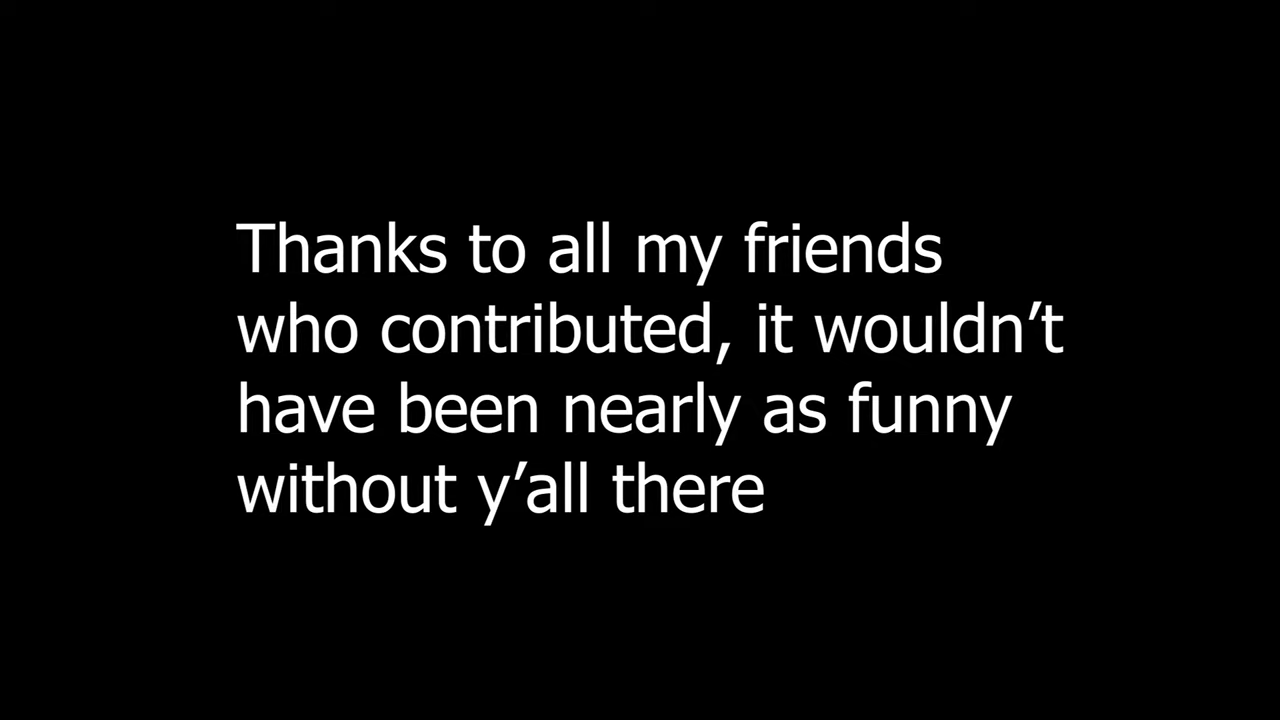 Thanks to all my friends
who contributed, it wouldn’t
have been nearly as funny
without y’all there